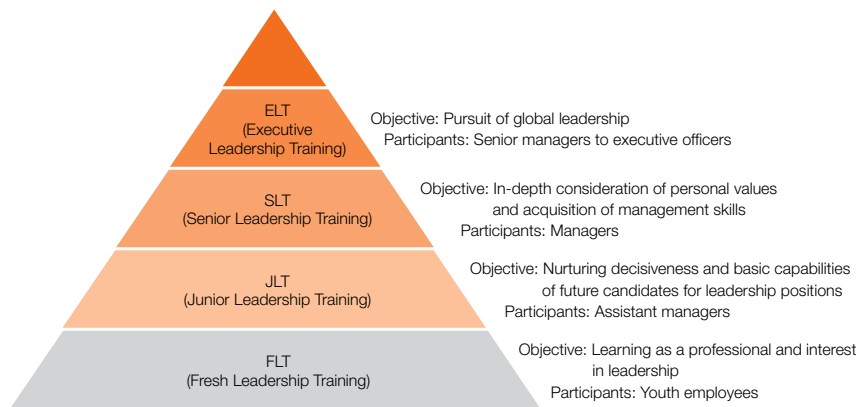 ELT
(Executive
Leadership Training)
Objective: Pursuit of global leadership
Participants: Senior managers to executive officers
SLT
(Senior Leadership Training)
Objective: In-depth consideration of personal values
and acquisition of management skills
Participants: Managers
JLT
(Junior Leadership Training)
Objective: Nurturing decisiveness and basic capabilities
of future candidates for leadership positions
Participants: Assistant managers
FLT
(Fresh Leadership Training)
Objective: Learning as a professional and interest
in leadership
Participants: Youth employees